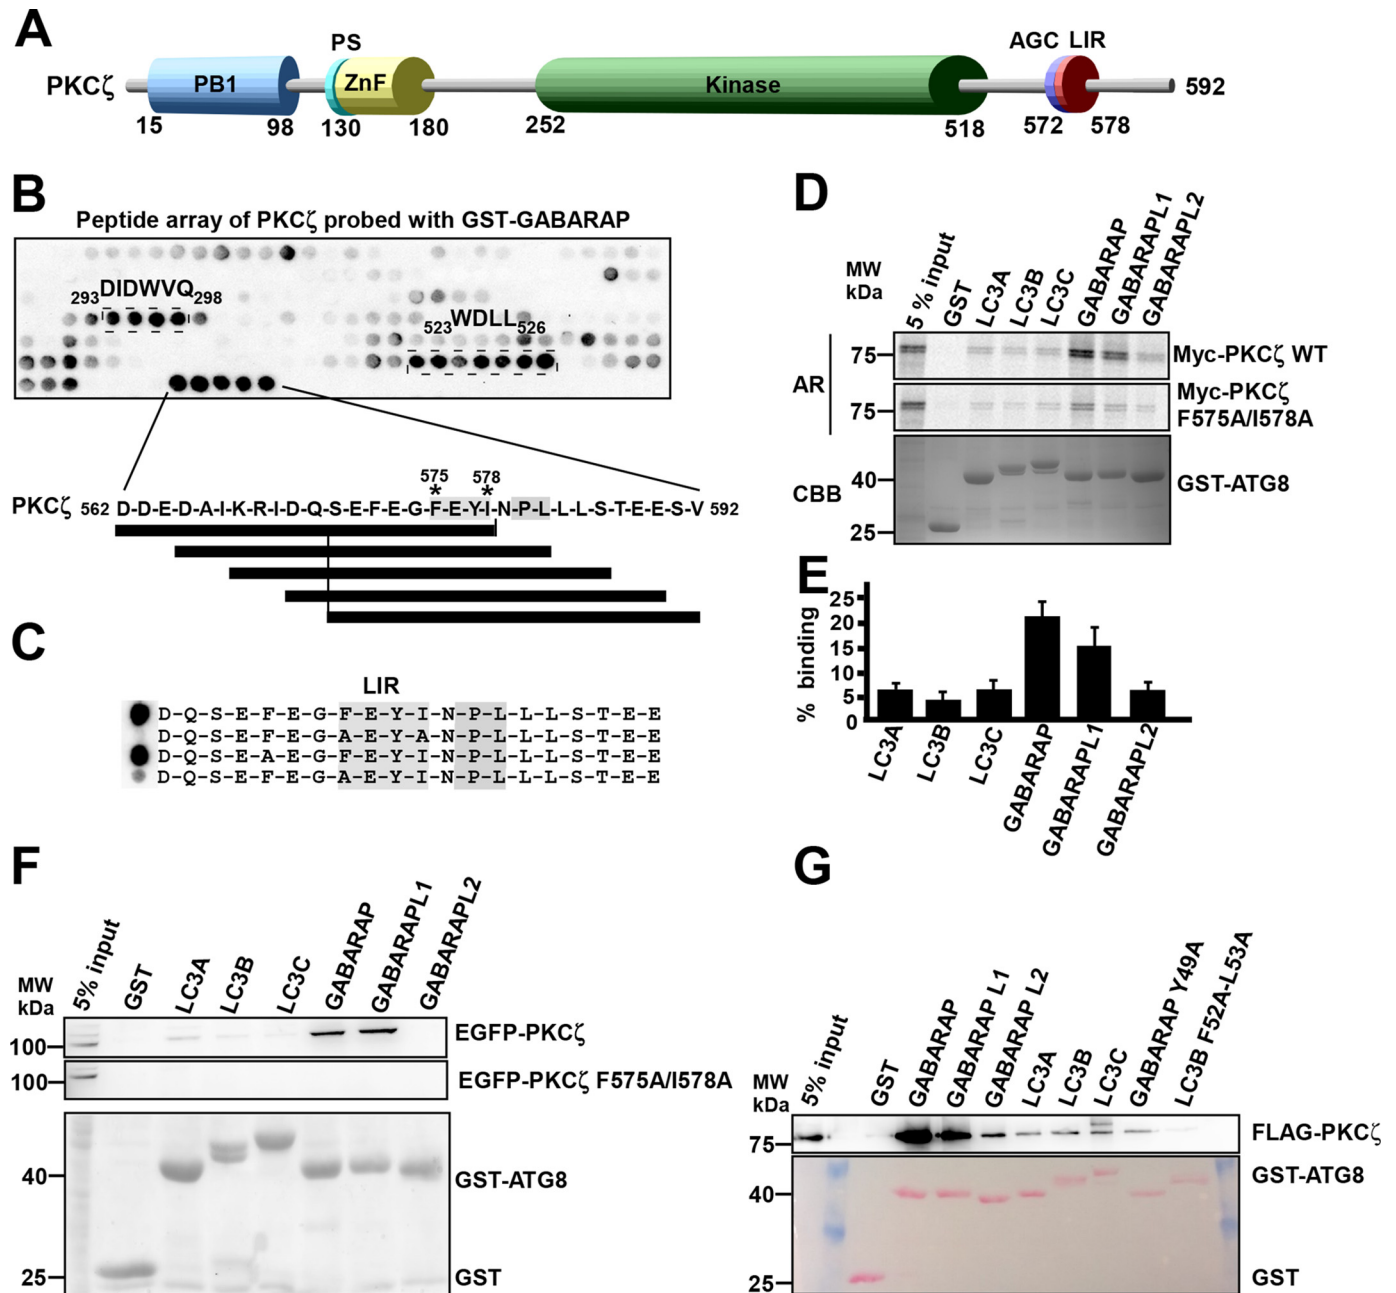 A
PS
AGC LIR
PKCζ PB1 ZnF Kinase 592
15 98 130 180 252 518 572 578
B
Peptide array of PKCζ probed with GST-GABARAP
293DIDWVQ298
523WDLL526
575 578
* *
PKCζ 562 D-D-E-D-A-I-K-R-I-D-Q-S-E-F-E-G-F-E-Y-I-N-P-L-L-L-S-T-E-E-S-V 592
C
LIR
D-Q-S-E-F-E-G-F-E-Y-I-N-P-L-L-L-S-T-E-E
D-Q-S-E-F-E-G-A-E-Y-A-N-P-L-L-L-S-T-E-E
D-Q-S-E-A-E-G-F-E-Y-I-N-P-L-L-L-S-T-E-E
D-Q-S-E-F-E-G-A-E-Y-I-N-P-L-L-L-S-T-E-E
D
MW
kDa
5 % input
GST
LC3A
LC3B
LC3C
GABARAP
GABARAPL1
GABARAPL2
AR
75
Myc-PKCζ WT
75
Myc-PKCζ
F575A/I578A
CBB
40
GST-ATG8
25
E
% binding
25
20
15
10
5
0
LC3A
LC3B
LC3C
GABARAP
GABARAPL1
GABARAPL2
F
MW
kDa
5% input
GST
LC3A
LC3B
LC3C
GABARAP
GABARAPL1
GABARAPL2
100
EGFP-PKCζ
100
EGFP-PKCζ F575A/I578A
40
GST-ATG8
25
GST
G
MW
kDa
5% input
GST
GABARAP
GABARAP L1
GABARAP L2
LC3A
LC3B
LC3C
GABARAP Y49A
LC3B F52A-L53A
75
FLAG-PKCζ
40
GST-ATG8
25
GST